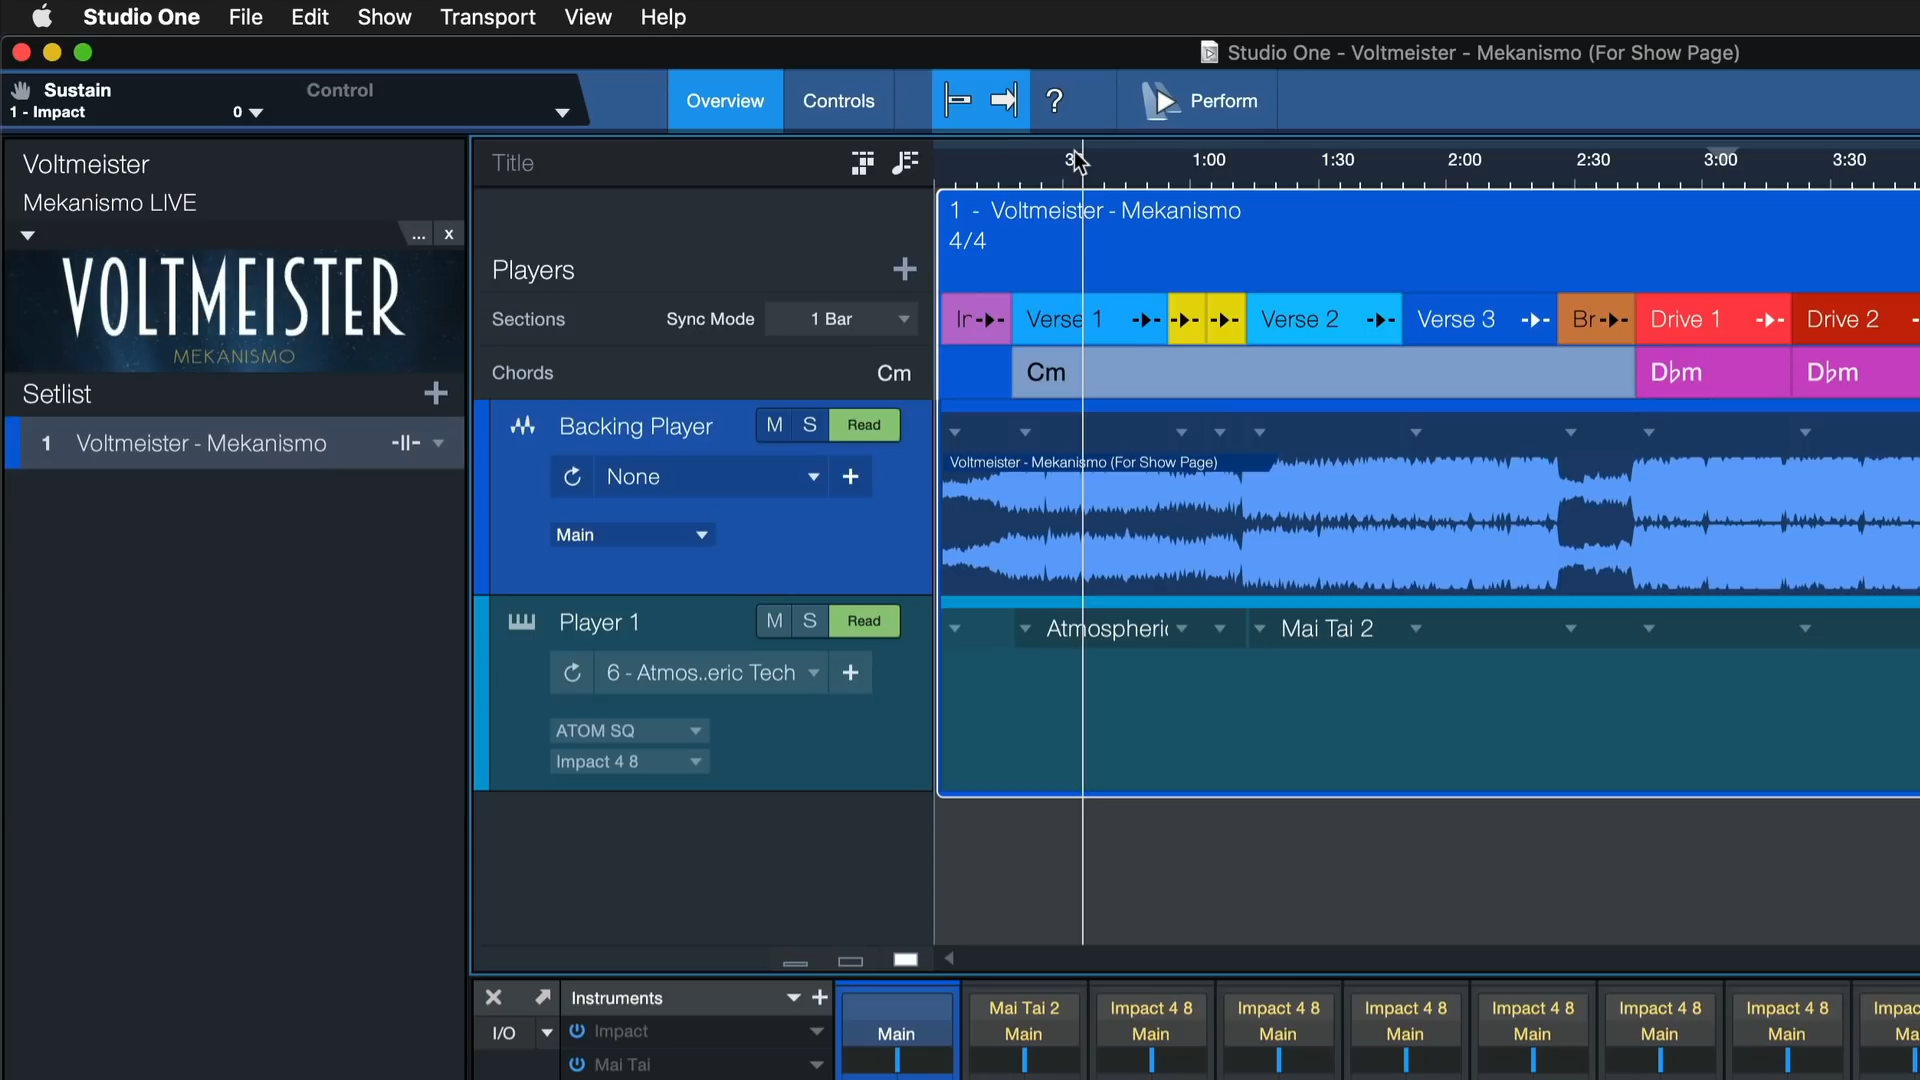 Studio One File Edit Show Transport View Help
Studio One - Voltmeister - Mekanismo (For Show Page)
Sustain Control
1 - Impact 0
Overview Controls ? Perform
Voltmeister
Mekanismo LIVE
... x
VOLTMEISTER
MEKANISMO
Setlist
1 Voltmeister - Mekanismo
Title
1:00 1:30 2:00 2:30 3:00 3:30
1 - Voltmeister - Mekanismo
4/4
Players
Sections Sync Mode 1 Bar
Ir Verse 1 Verse 2 Verse 3 Br Drive 1 Drive 2
Chords Cm
Cm D♭m D♭m
Backing Player M S Read
None
Main
Voltmeister - Mekanismo (For Show Page)
Player 1 M S Read
6 - Atmos..eric Tech
ATOM SQ
Impact 4 8
Atmospheric Mai Tai 2
Instruments
I/O Impact
Mai Tai
Main
Mai Tai 2 Impact 4 8 Impact 4 8 Impact 4 8 Impact 4 8 Impact 4 8 Impact 4 8 Impac
Main Main Main Main Main Main Main Ma